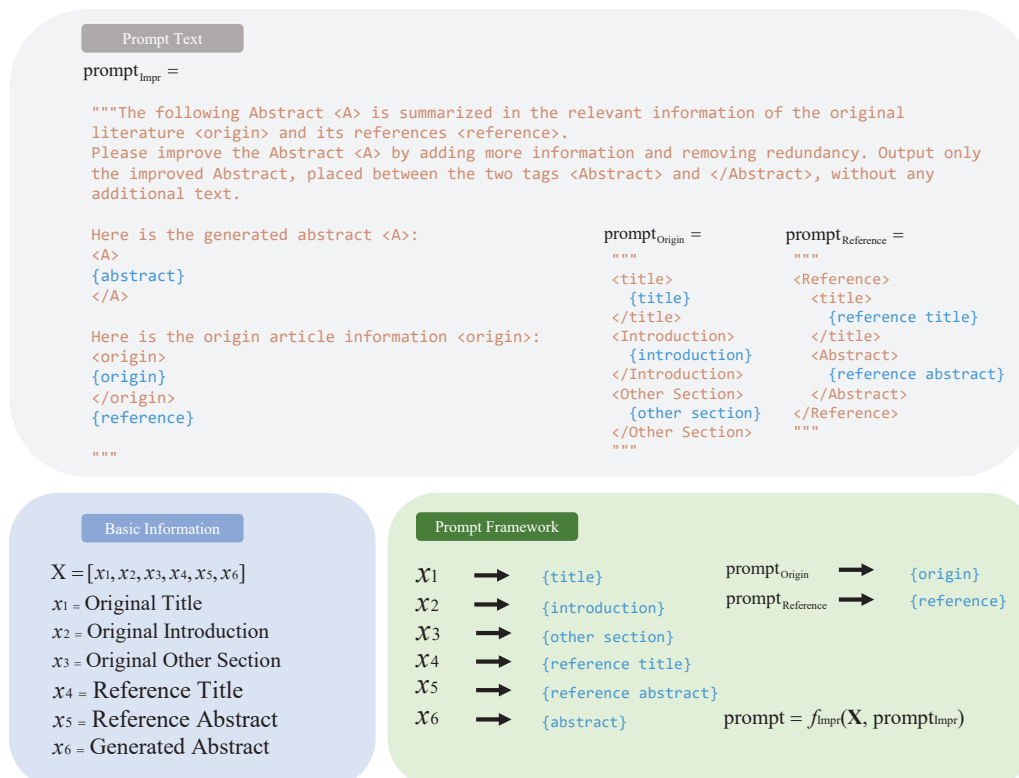 Prompt Text
prompt_Impr =
"""The following Abstract <A> is summarized in the relevant information of the original
literature <origin> and its references <reference>.
Please improve the Abstract <A> by adding more information and removing redundancy. Output only
the improved Abstract, placed between the two tags <Abstract> and </Abstract>, without any
additional text.
Here is the generated abstract <A>:
<A>
{abstract}
</A>
Here is the origin article information <origin>:
<origin>
{origin}
</origin>
{reference}
"""
prompt_Origin =
"""
<title>
{title}
</title>
<Introduction>
{introduction}
</Introduction>
<Other Section>
{other section}
</Other Section>
"""
prompt_Reference =
"""
<Reference>
<title>
{reference title}
</title>
<Abstract>
{reference abstract}
</Abstract>
</Reference>
"""
Basic Information
X = [x1, x2, x3, x4, x5, x6]
x1 = Original Title
x2 = Original Introduction
x3 = Original Other Section
x4 = Reference Title
x5 = Reference Abstract
x6 = Generated Abstract
Prompt Framework
x1 → {title}
x2 → {introduction}
x3 → {other section}
x4 → {reference title}
x5 → {reference abstract}
x6 → {abstract}
prompt_Origin → {origin}
prompt_Reference → {reference}
prompt = f_Impr(X, prompt_Impr)